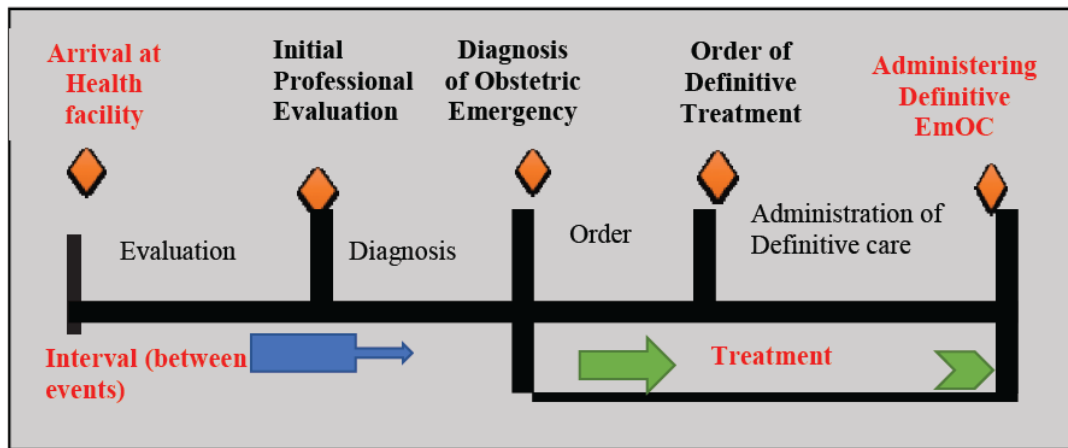 Arrival at
Health
facility
Initial
Professional
Evaluation
Diagnosis
of Obstetric
Emergency
Order of
Definitive
Treatment
Administering
Definitive
EmOC
Evaluation
Diagnosis
Order
Administration of
Definitive care
Interval (between
events)
Treatment